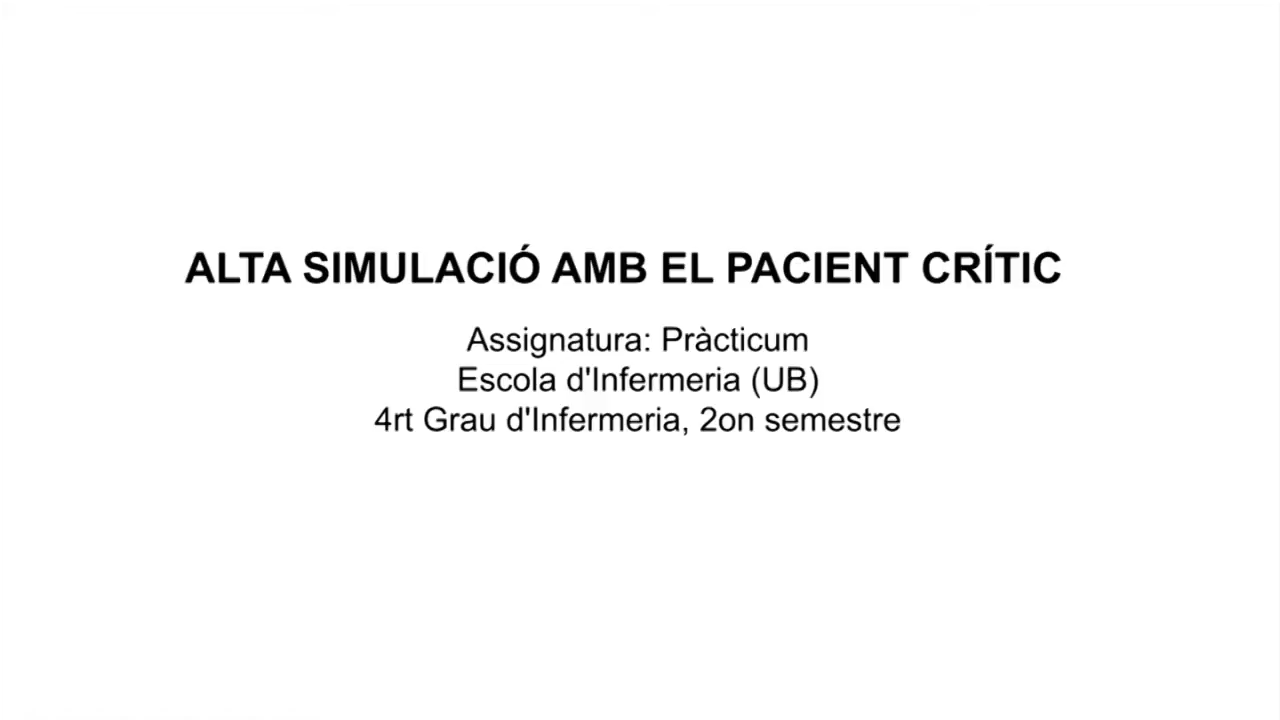 ALTA SIMULACIÓ AMB EL PACIENT CRÍTIC
Assignatura: Pràcticum
Escola d'Infermeria (UB)
4rt Grau d'Infermeria, 2on semestre